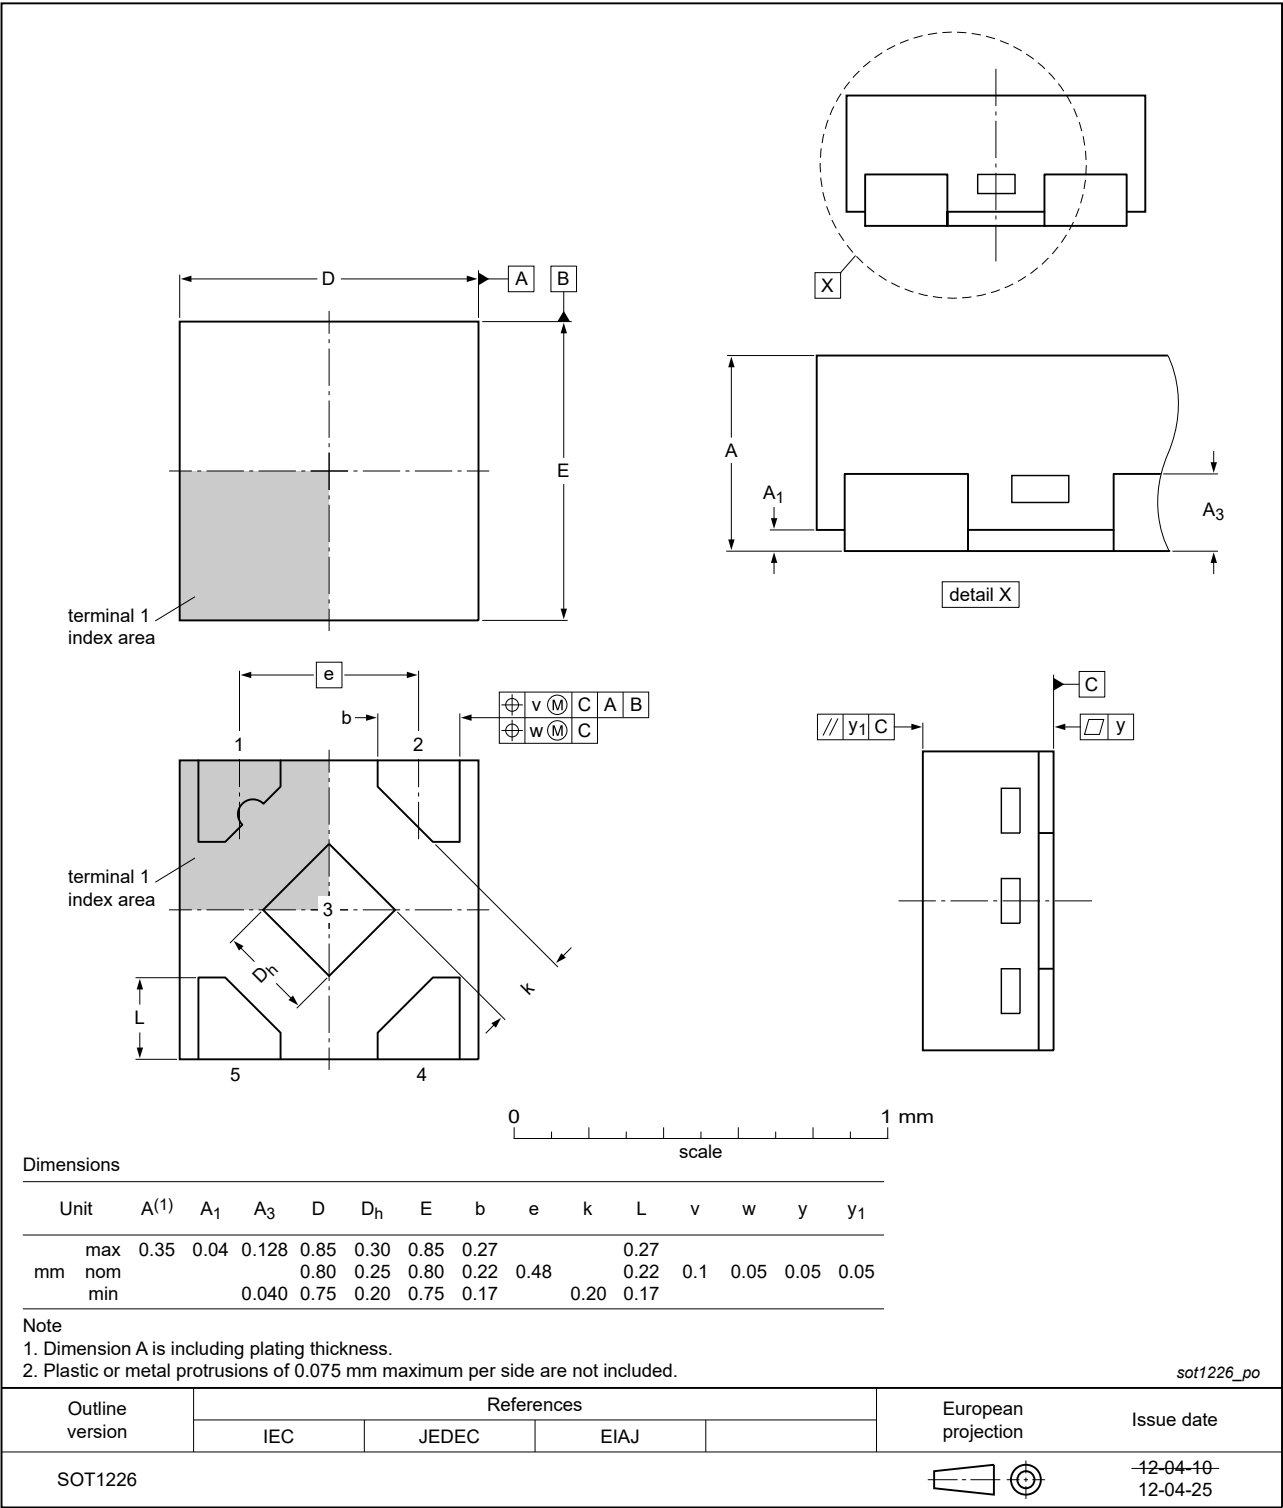 X
D
A
B
E
terminal 1
index area
A
A1
A3
detail X
e
b
v Ⓜ C A B
w Ⓜ C
1
2
terminal 1
index area
3
Dh
k
L
5
4
C
// y1 C
y
0
1 mm
scale
Dimensions
Unit A(1) A1 A3 D Dh E b e k L v w y y1
max 0.35 0.04 0.128 0.85 0.30 0.85 0.27 0.27
mm nom 0.80 0.25 0.80 0.22 0.48 0.22 0.1 0.05 0.05 0.05
min 0.040 0.75 0.20 0.75 0.17 0.20 0.17
Note
1. Dimension A is including plating thickness.
2. Plastic or metal protrusions of 0.075 mm maximum per side are not included.
sot1226_po
Outline
version
References
IEC JEDEC EIAJ
European
projection
Issue date
SOT1226
12-04-10
12-04-25